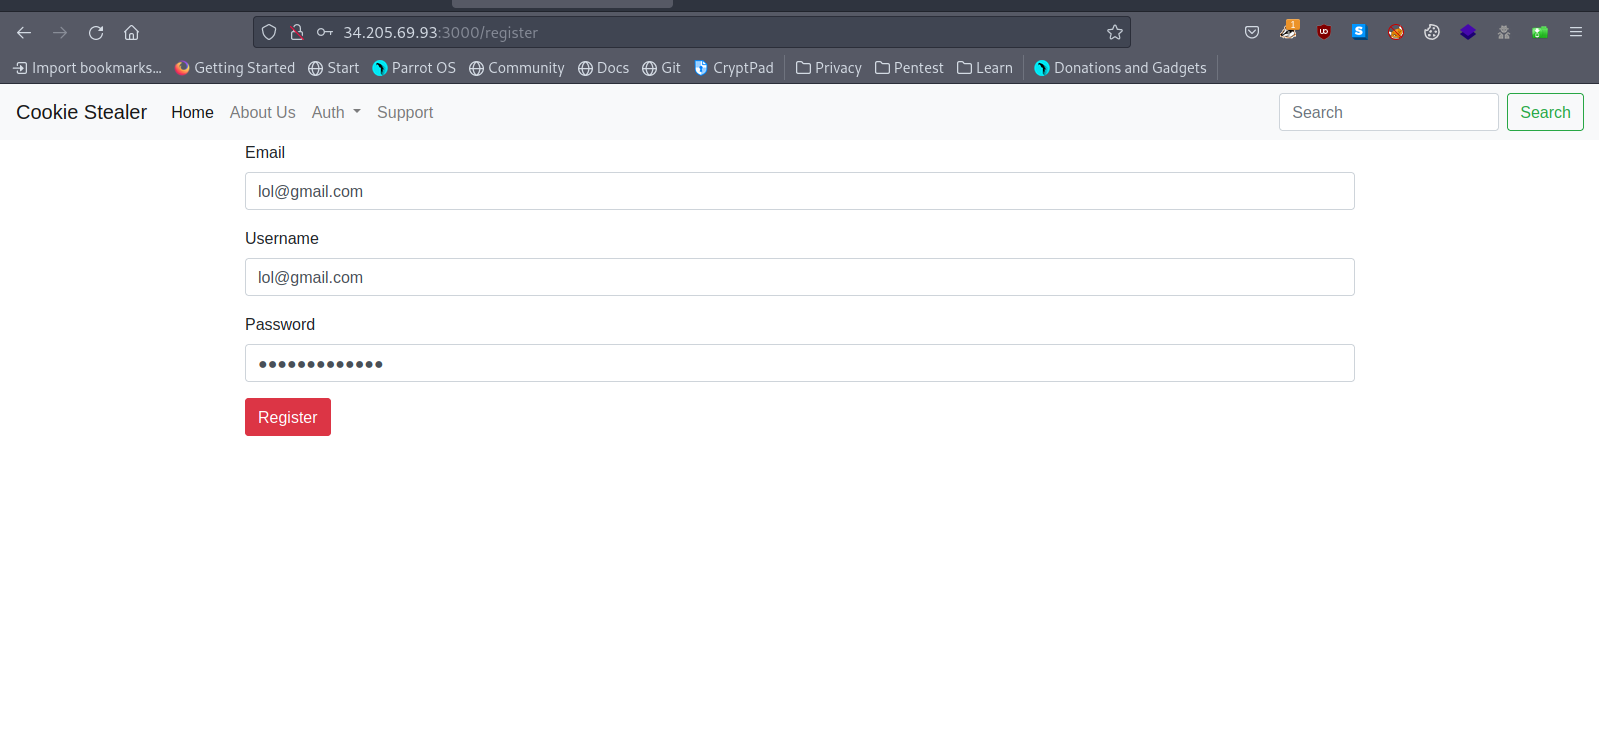 34.205.69.93:3000/register
1
UD
S
Import bookmarks... Getting Started Start Parrot OS Community Docs Git CryptPad Privacy Pentest Learn Donations and Gadgets
Cookie Stealer Home About Us Auth Support Search Search
Email
lol@gmail.com
Username
lol@gmail.com
Password
Register